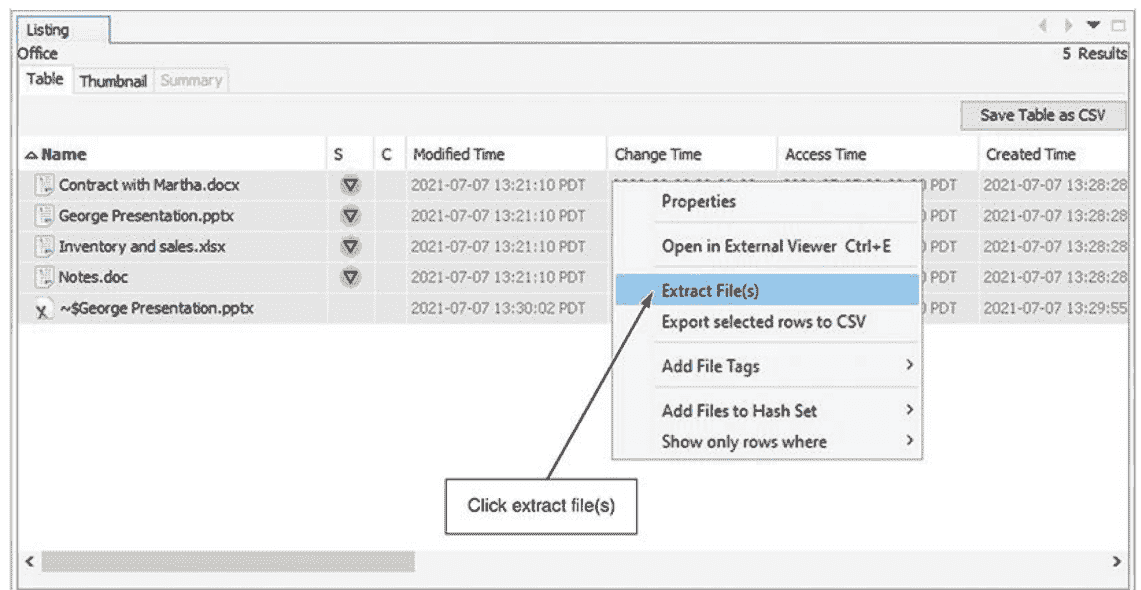 Listing
Office
5 Results
Table Thumbnail Summary
Save Table as CSV
Name S C Modified Time Change Time Access Time Created Time
Contract with Martha.docx 2021-07-07 13:21:10 PDT PDT 2021-07-07 13:28:28
George Presentation.pptx 2021-07-07 13:21:10 PDT PDT 2021-07-07 13:28:28
Inventory and sales.xlsx 2021-07-07 13:21:10 PDT PDT 2021-07-07 13:28:28
Notes.doc 2021-07-07 13:21:10 PDT PDT 2021-07-07 13:28:28
~$George Presentation.pptx 2021-07-07 13:30:02 PDT PDT 2021-07-07 13:29:55
Properties
Open in External Viewer Ctrl+E
Extract File(s)
Export selected rows to CSV
Add File Tags
Add Files to Hash Set
Show only rows where
Click extract file(s)